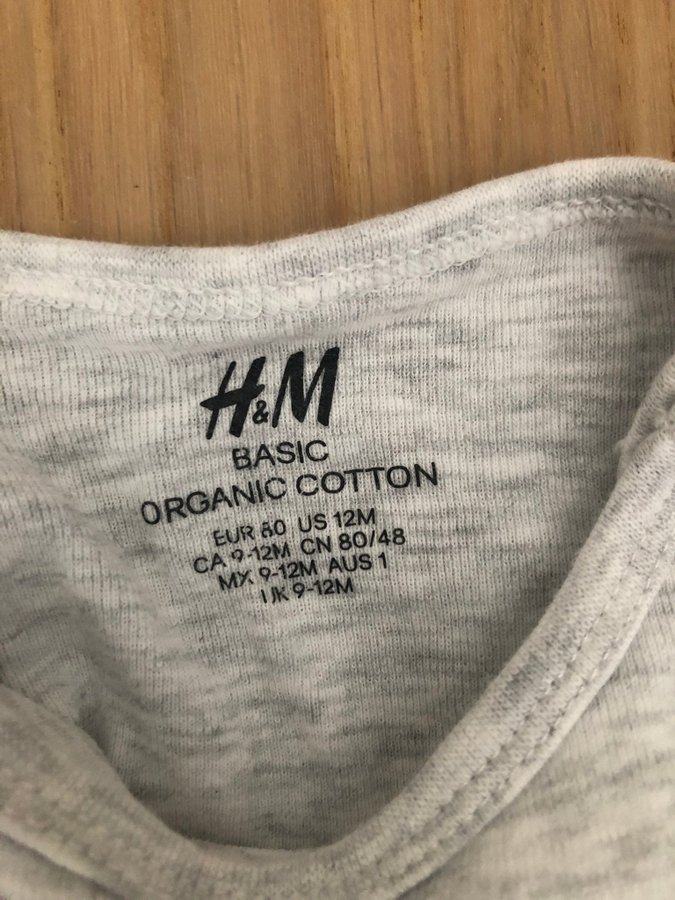 H&M
BASIC
ORGANIC COTTON
EUR 80 US 12M
CA 9-12M CN 80/48
MX 9-12M AUS 1
UK 9-12M